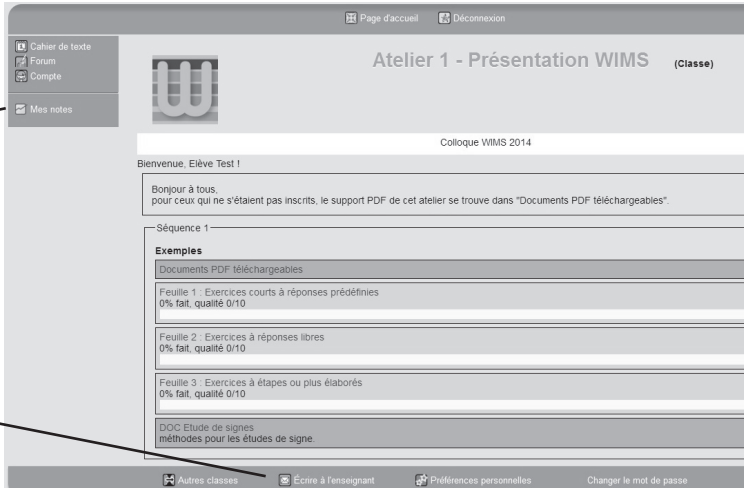 Page d'accueil
Déconnexion
Cahier de texte
Forum
Compte
Mes notes
Atelier 1 - Présentation WIMS (Classe)
Colloque WIMS 2014
Bienvenue, Elève Test !
Bonjour à tous,
pour ceux qui ne s'étaient pas inscrits, le support PDF de cet atelier se trouve dans "Documents PDF téléchargeables".
Séquence 1
Exemples
Documents PDF téléchargeables
Feuille 1 : Exercices courts à réponses prédéfinies
0% fait, qualité 0/10
Feuille 2 : Exercices à réponses libres
0% fait, qualité 0/10
Feuille 3 : Exercices à étapes ou plus élaborés
0% fait, qualité 0/10
DOC Etude de signes
méthodes pour les études de signe.
Autres classes
Écrire à l'enseignant
Préférences personnelles
Changer le mot de passe